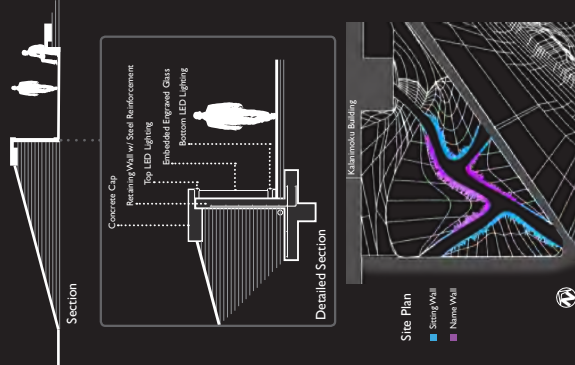 Section
Concrete Cap
Retaining Wall w/ Steel Reinforcement
Top LED Lighting
Embedded Engraved Glass
Bottom LED Lighting
Detailed Section
Kalanimoku Building
Site Plan
Sitting Wall
Name Wall
N